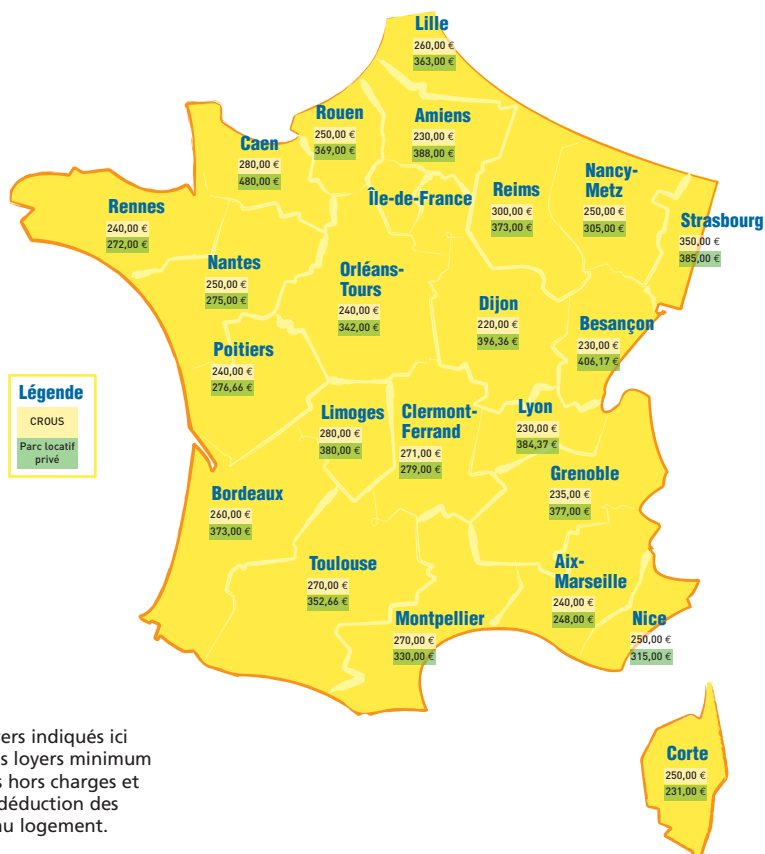 Lille
260,00 €
363,00 €
Rouen
250,00 €
369,00 €
Amiens
230,00 €
388,00 €
Caen
280,00 €
480,00 €
Île-de-France
Reims
300,00 €
373,00 €
Nancy-
Metz
250,00 €
305,00 €
Strasbourg
350,00 €
385,00 €
Rennes
240,00 €
272,00 €
Nantes
250,00 €
275,00 €
Orléans-
Tours
240,00 €
342,00 €
Dijon
220,00 €
396,36 €
Besançon
230,00 €
406,17 €
Poitiers
240,00 €
276,66 €
Légende
CROUS
Parc locatif
privé
Limoges
280,00 €
380,00 €
Clermont-
Ferrand
271,00 €
279,00 €
Lyon
230,00 €
384,37 €
Grenoble
235,00 €
377,00 €
Bordeaux
260,00 €
373,00 €
Toulouse
270,00 €
352,66 €
Aix-
Marseille
240,00 €
248,00 €
Montpellier
270,00 €
330,00 €
Nice
250,00 €
315,00 €
Corte
250,00 €
231,00 €
ers indiqués ici
s loyers minimum
s hors charges et
déduction des
au logement.